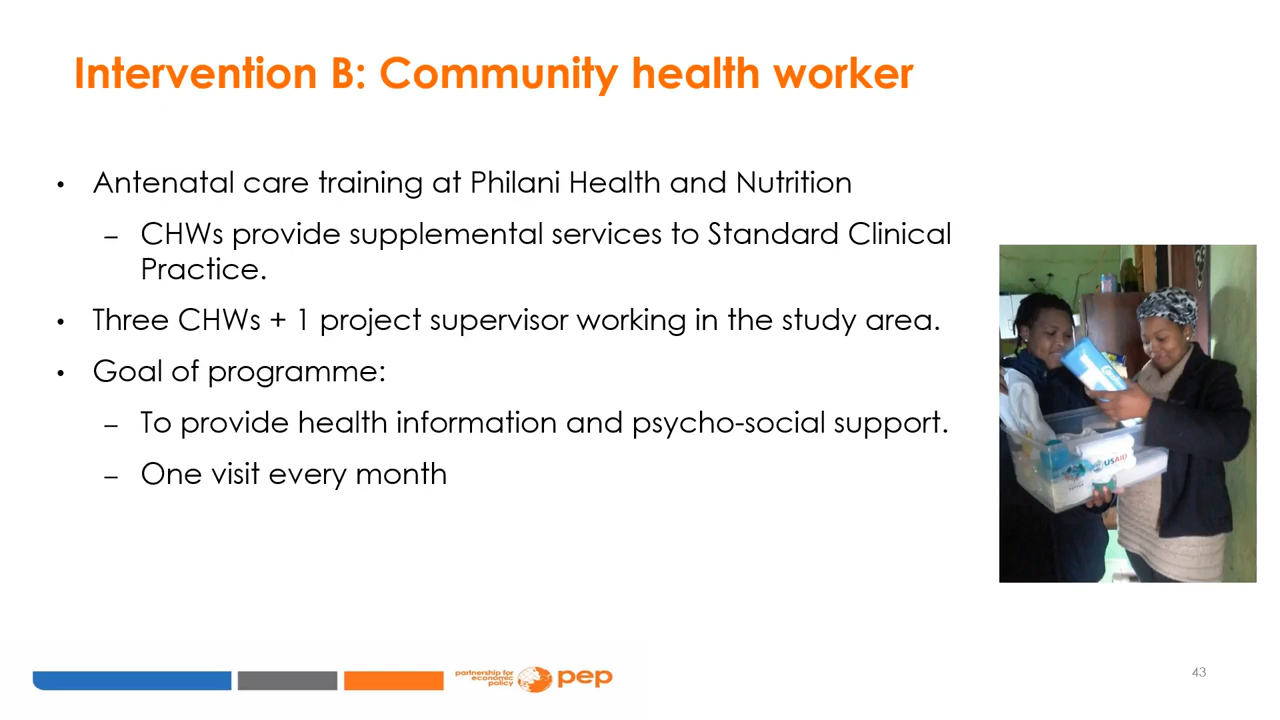 Intervention B: Community health worker
• Antenatal care training at Philani Health and Nutrition
– CHWs provide supplemental services to Standard Clinical
Practice.
• Three CHWs + 1 project supervisor working in the study area.
• Goal of programme:
– To provide health information and psycho-social support.
– One visit every month
USAID
partnership for
economic
policy
pep
43